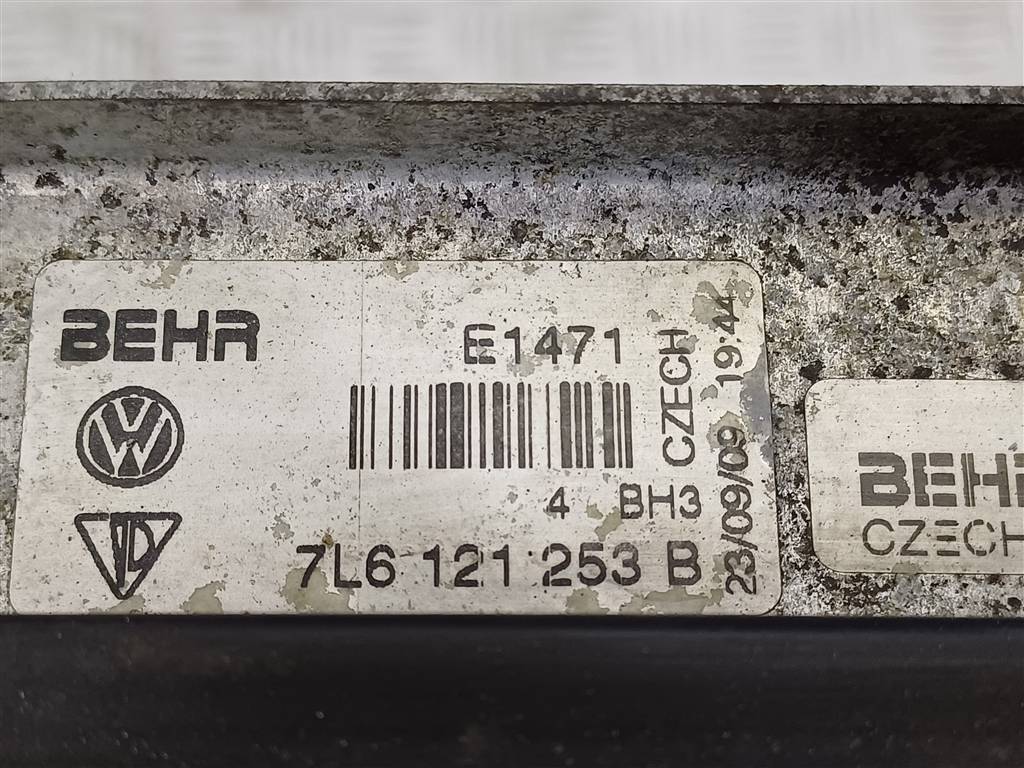 BEHR
E1471
CZECH
23/09/09 19:44
4 BH3
7L6 121 253 B
BEH
CZECH